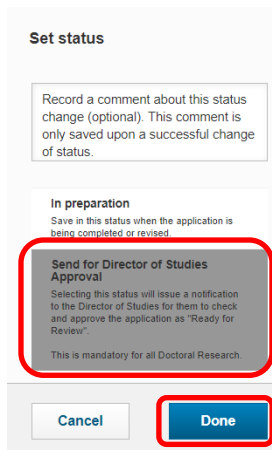 Set status
Record a comment about this status
change (optional). This comment is
only saved upon a successful change
of status.
In preparation
Save in this status when the application is
being completed or revised.
Send for Director of Studies
Approval
Selecting this status will issue a notification
to the Director of Studies for them to check
and approve the application as "Ready for
Review".
This is mandatory for all Doctoral Research.
Cancel
Done